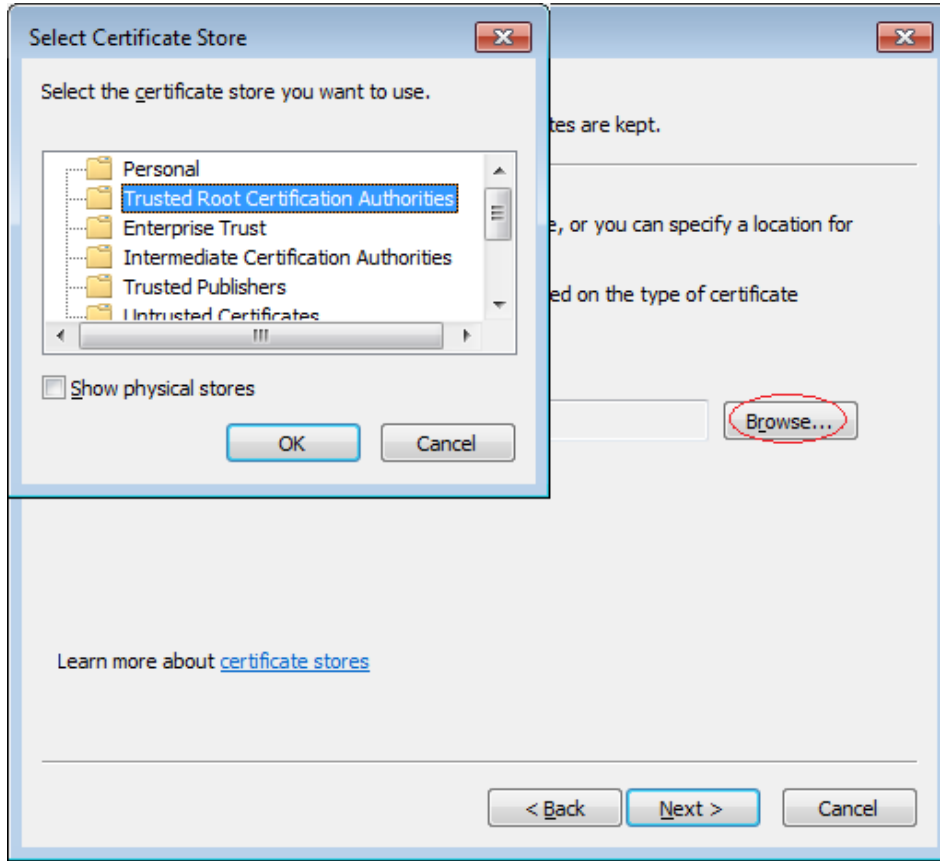 Select Certificate Store
Select the certificate store you want to use.
Personal
Trusted Root Certification Authorities
Enterprise Trust
Intermediate Certification Authorities
Trusted Publishers
Untrusted Certificates
Show physical stores
OK
Cancel
tes are kept.
e, or you can specify a location for
ed on the type of certificate
Browse...
Learn more about certificate stores
< Back
Next >
Cancel